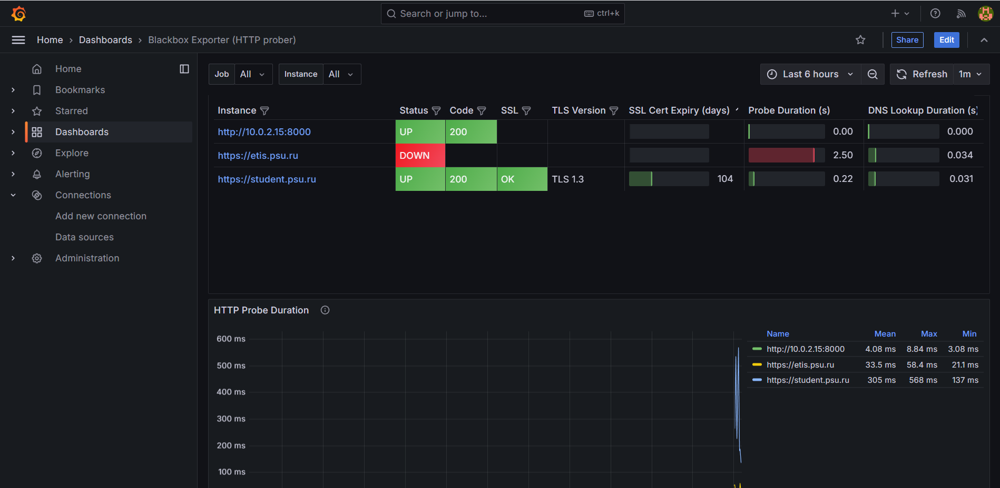 Search or jump to... ctrl+k
Home › Dashboards › Blackbox Exporter (HTTP prober)
Share
Edit
Home
Bookmarks
Starred
Dashboards
Explore
Alerting
Connections
Add new connection
Data sources
Administration
Job All
Instance All
Last 6 hours
Refresh 1m
Instance Status Code SSL TLS Version SSL Cert Expiry (days) Probe Duration (s) DNS Lookup Duration (s)
http://10.0.2.15:8000 UP 200 0.00 0.000
https://etis.psu.ru DOWN 2.50 0.034
https://student.psu.ru UP 200 OK TLS 1.3 104 0.22 0.031
HTTP Probe Duration
600 ms
500 ms
400 ms
300 ms
200 ms
100 ms
Name Mean Max Min
http://10.0.2.15:8000 4.08 ms 8.84 ms 3.08 ms
https://etis.psu.ru 33.5 ms 58.4 ms 21.1 ms
https://student.psu.ru 305 ms 568 ms 137 ms